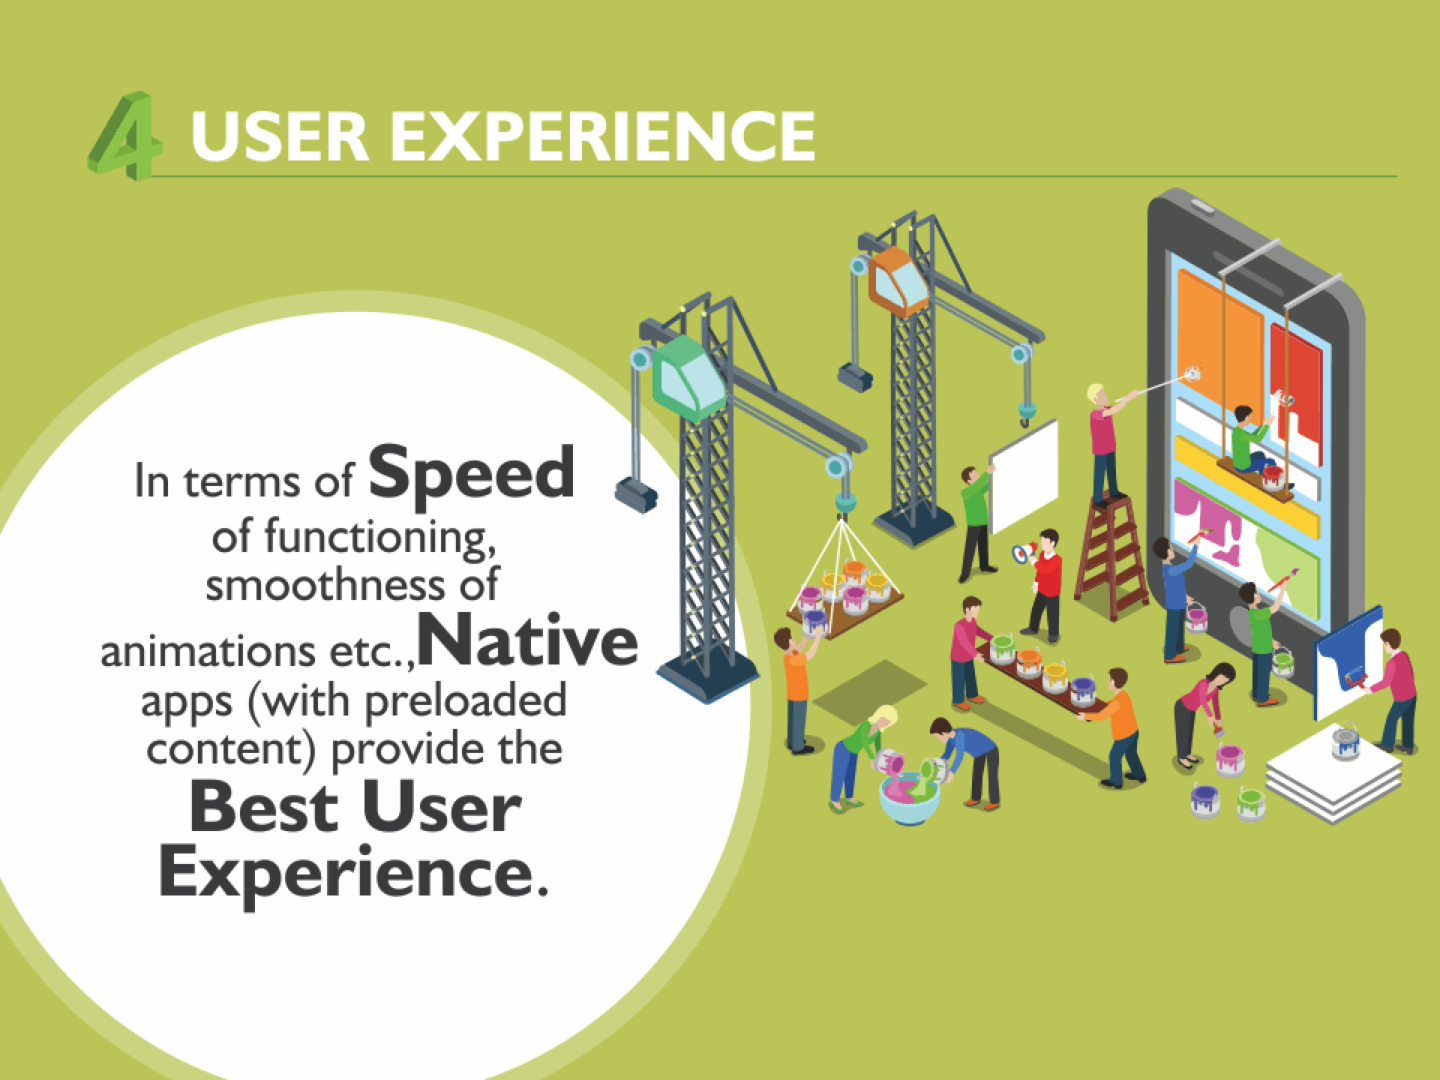 4 USER EXPERIENCE
In terms of Speed
of functioning,
smoothness of
animations etc.,Native
apps (with preloaded
content) provide the
Best User
Experience.